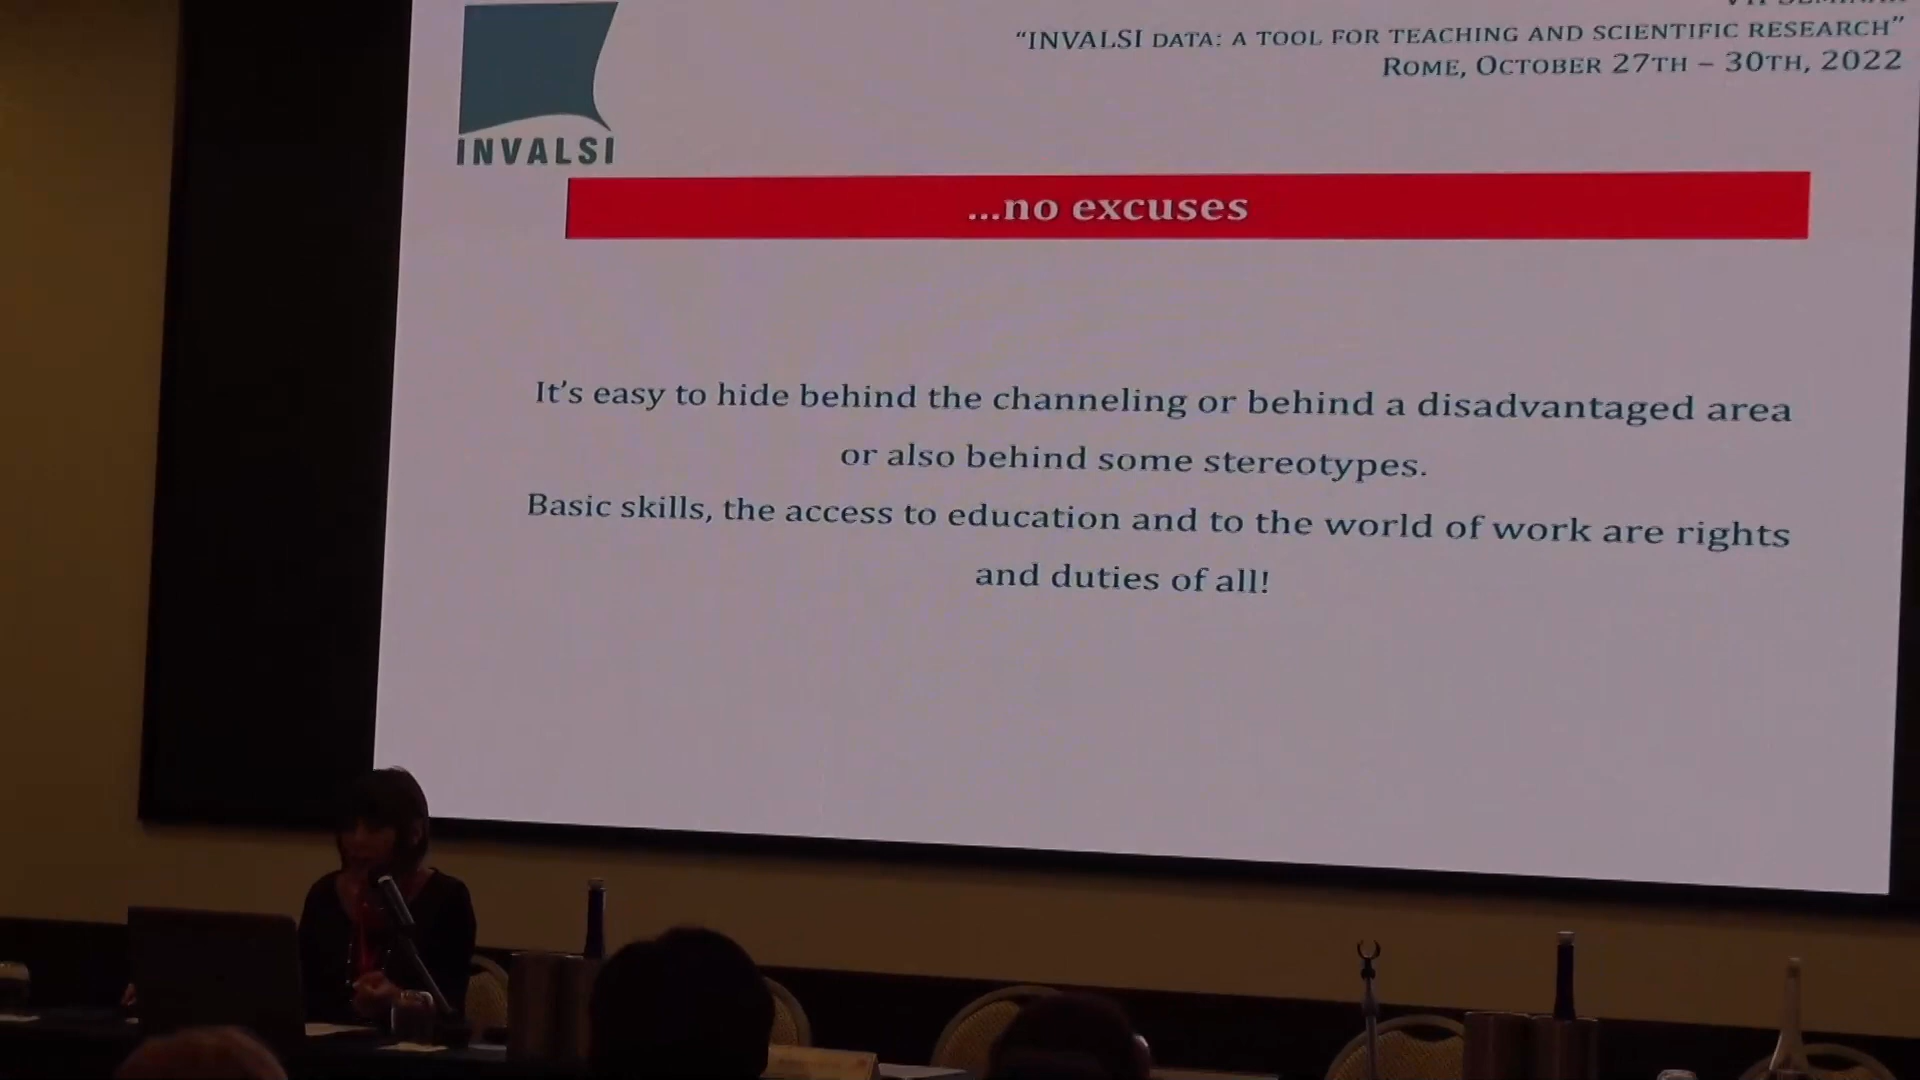 INVALSI
“INVALSI DATA: A TOOL FOR TEACHING AND SCIENTIFIC RESEARCH”
ROME, OCTOBER 27TH – 30TH, 2022
...no excuses
It’s easy to hide behind the channeling or behind a disadvantaged area
or also behind some stereotypes.
Basic skills, the access to education and to the world of work are rights
and duties of all!